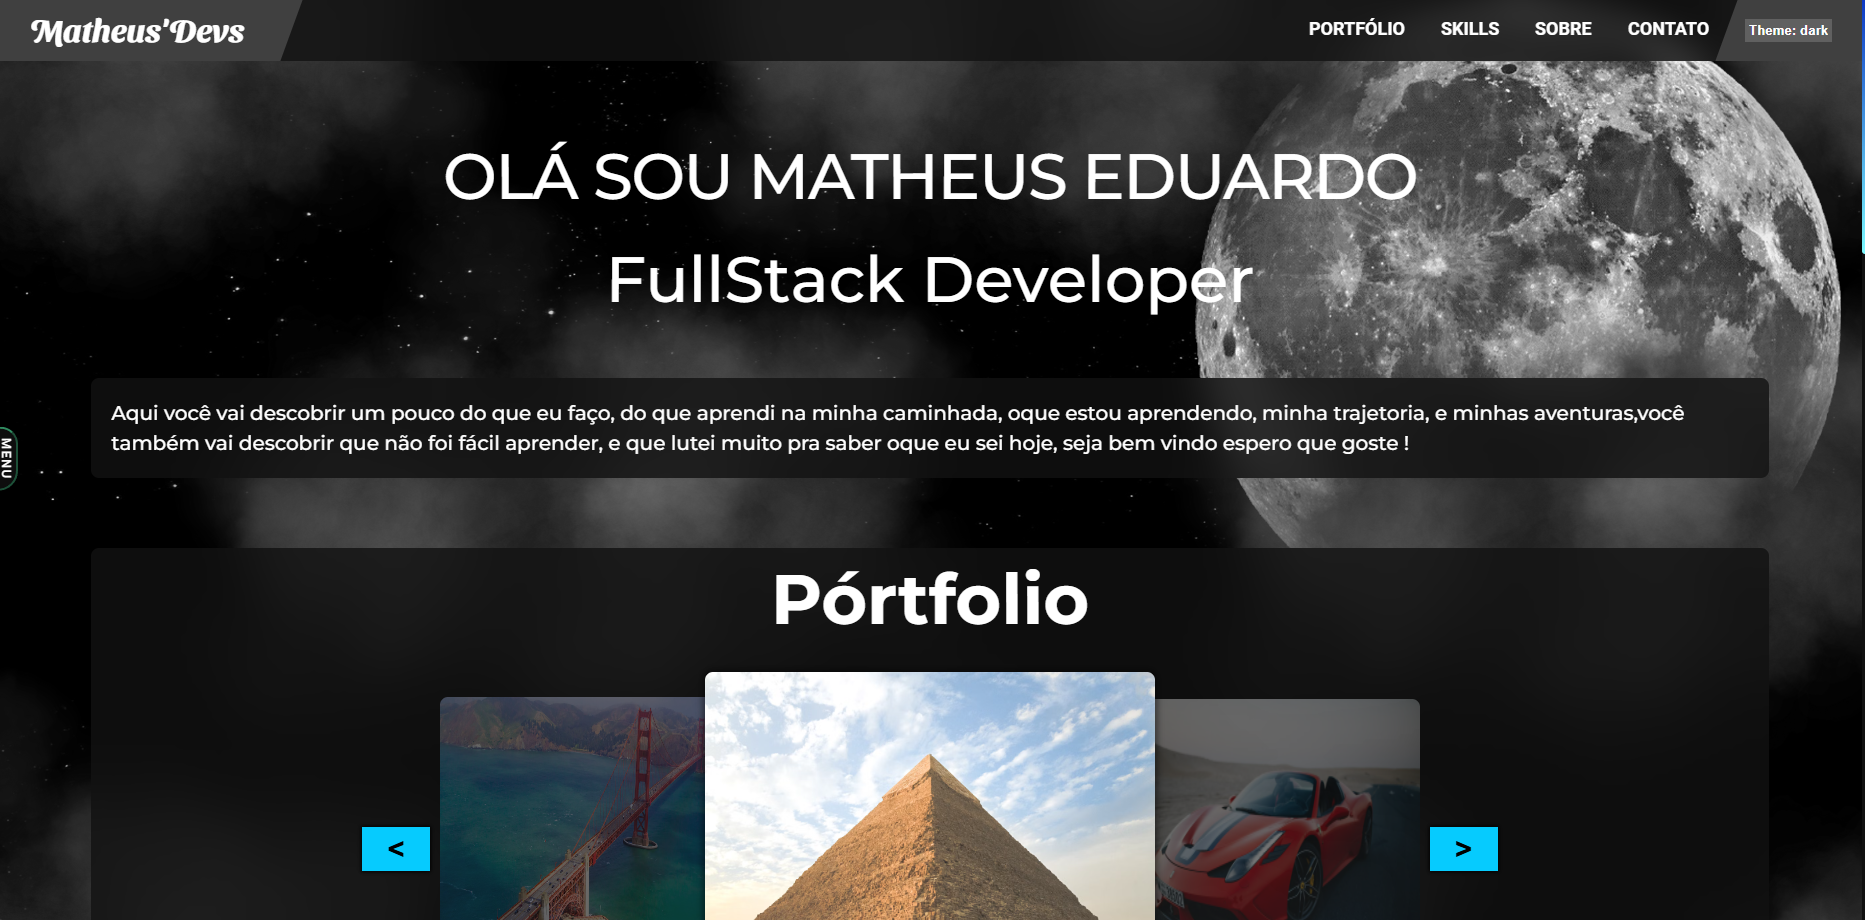 Matheus'Devs
PORTFÓLIO SKILLS SOBRE CONTATO Theme: dark
OLÁ SOU MATHEUS EDUARDO
FullStack Developer
Aqui você vai descobrir um pouco do que eu faço, do que aprendi na minha caminhada, oque estou aprendendo, minha trajetoria, e minhas aventuras,você
também vai descobrir que não foi fácil aprender, e que lutei muito pra saber oque eu sei hoje, seja bem vindo espero que goste !
MENU
Pórtfolio
< >